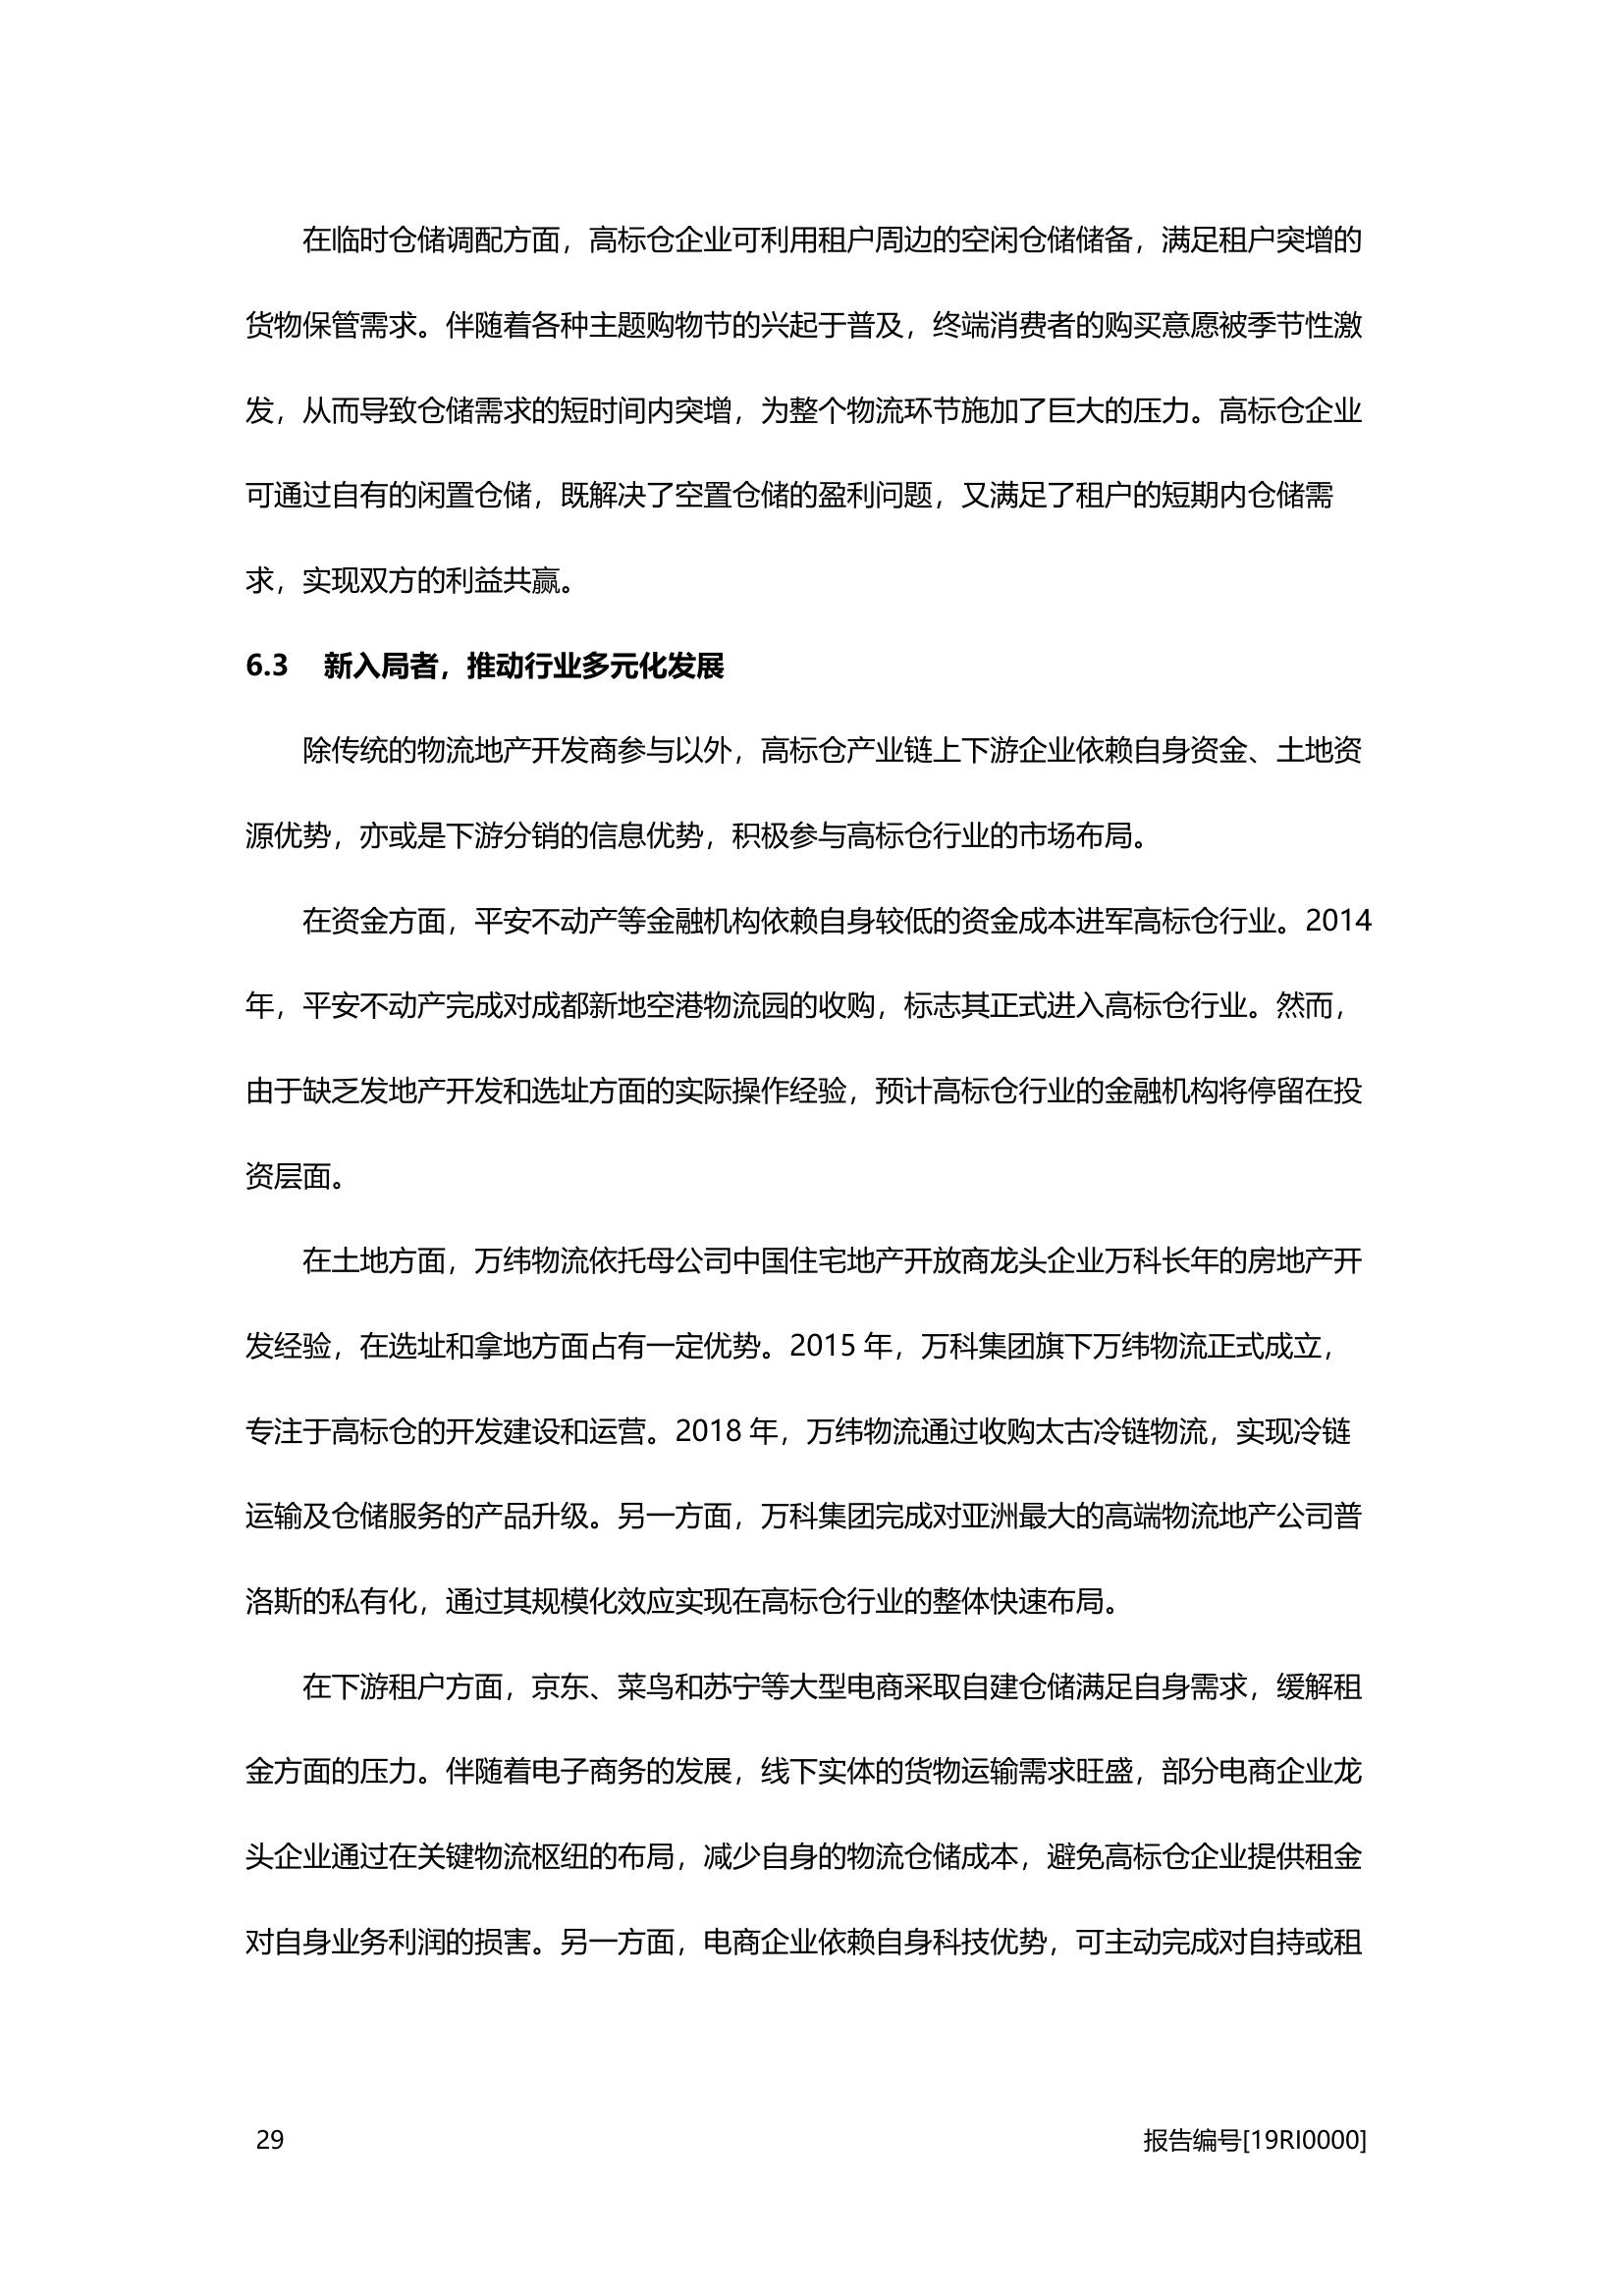 在临时仓储调配方面，高标仓企业可利用租户周边的空闲仓储储备，满足租户突增的
货物保管需求。伴随着各种主题购物节的兴起于普及，终端消费者的购买意愿被季节性激
发，从而导致仓储需求的短时间内突增，为整个物流环节施加了巨大的压力。高标仓企业
可通过自有的闲置仓储，既解决了空置仓储的盈利问题，又满足了租户的短期内仓储需
求，实现双方的利益共赢。
6.3 新入局者，推动行业多元化发展
除传统的物流地产开发商参与以外，高标仓产业链上下游企业依赖自身资金、土地资
源优势，亦或是下游分销的信息优势，积极参与高标仓行业的市场布局。
在资金方面，平安不动产等金融机构依赖自身较低的资金成本进军高标仓行业。2014
年，平安不动产完成对成都新地空港物流园的收购，标志其正式进入高标仓行业。然而，
由于缺乏发地产开发和选址方面的实际操作经验，预计高标仓行业的金融机构将停留在投
资层面。
在土地方面，万纬物流依托母公司中国住宅地产开放商龙头企业万科长年的房地产开
发经验，在选址和拿地方面占有一定优势。2015 年，万科集团旗下万纬物流正式成立，
专注于高标仓的开发建设和运营。2018 年，万纬物流通过收购太古冷链物流，实现冷链
运输及仓储服务的产品升级。另一方面，万科集团完成对亚洲最大的高端物流地产公司普
洛斯的私有化，通过其规模化效应实现在高标仓行业的整体快速布局。
在下游租户方面，京东、菜鸟和苏宁等大型电商采取自建仓储满足自身需求，缓解租
金方面的压力。伴随着电子商务的发展，线下实体的货物运输需求旺盛，部分电商企业龙
头企业通过在关键物流枢纽的布局，减少自身的物流仓储成本，避免高标仓企业提供租金
对自身业务利润的损害。另一方面，电商企业依赖自身科技优势，可主动完成对自持或租
29 报告编号[19RI0000]